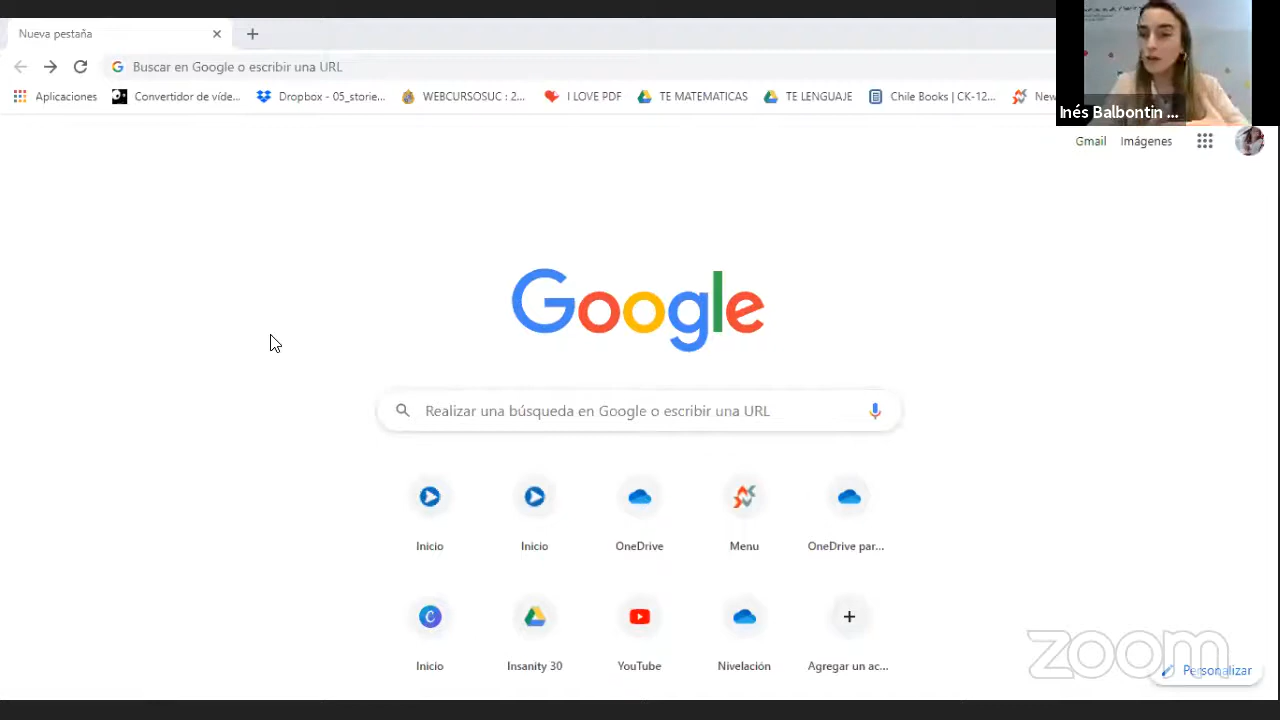 Nueva pestaña
Buscar en Google o escribir una URL
Aplicaciones Convertidor de víde... Dropbox - 05_storie... WEBCURSOSUC : 2... I LOVE PDF TE MATEMATICAS TE LENGUAJE Chile Books | CK-12... New
Inés Balbontin ...
Gmail Imágenes
Google
Realizar una búsqueda en Google o escribir una URL
Inicio Inicio OneDrive Menu OneDrive par...
Inicio Insanity 30 YouTube Nivelación Agregar un ac...
zoom
Personalizar